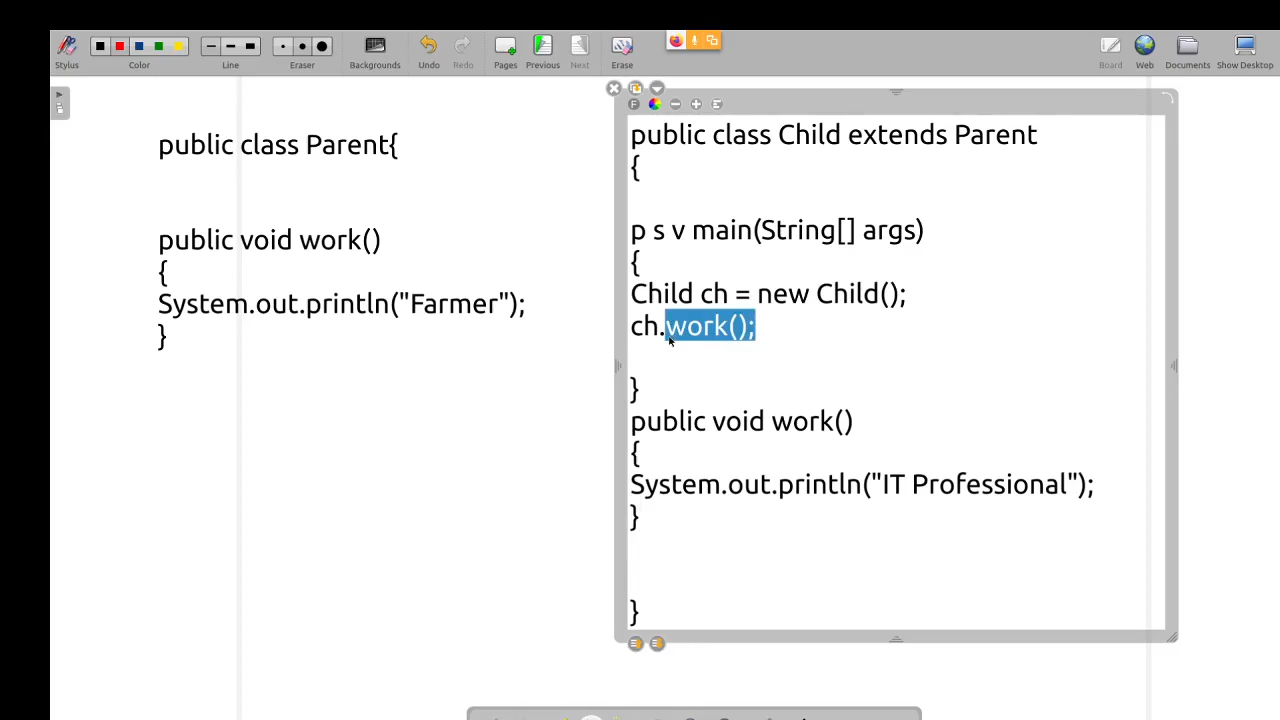 Stylus
Color
Line
Eraser
Backgrounds
Undo
Redo
Pages
Previous
Next
Erase
Board
Web
Documents
Show Desktop
public class Parent{
public void work()
{
System.out.println("Farmer");
}
F
public class Child extends Parent
{
p s v main(String[] args)
{
Child ch = new Child();
ch.work();
}
public void work()
{
System.out.println("IT Professional");
}
}